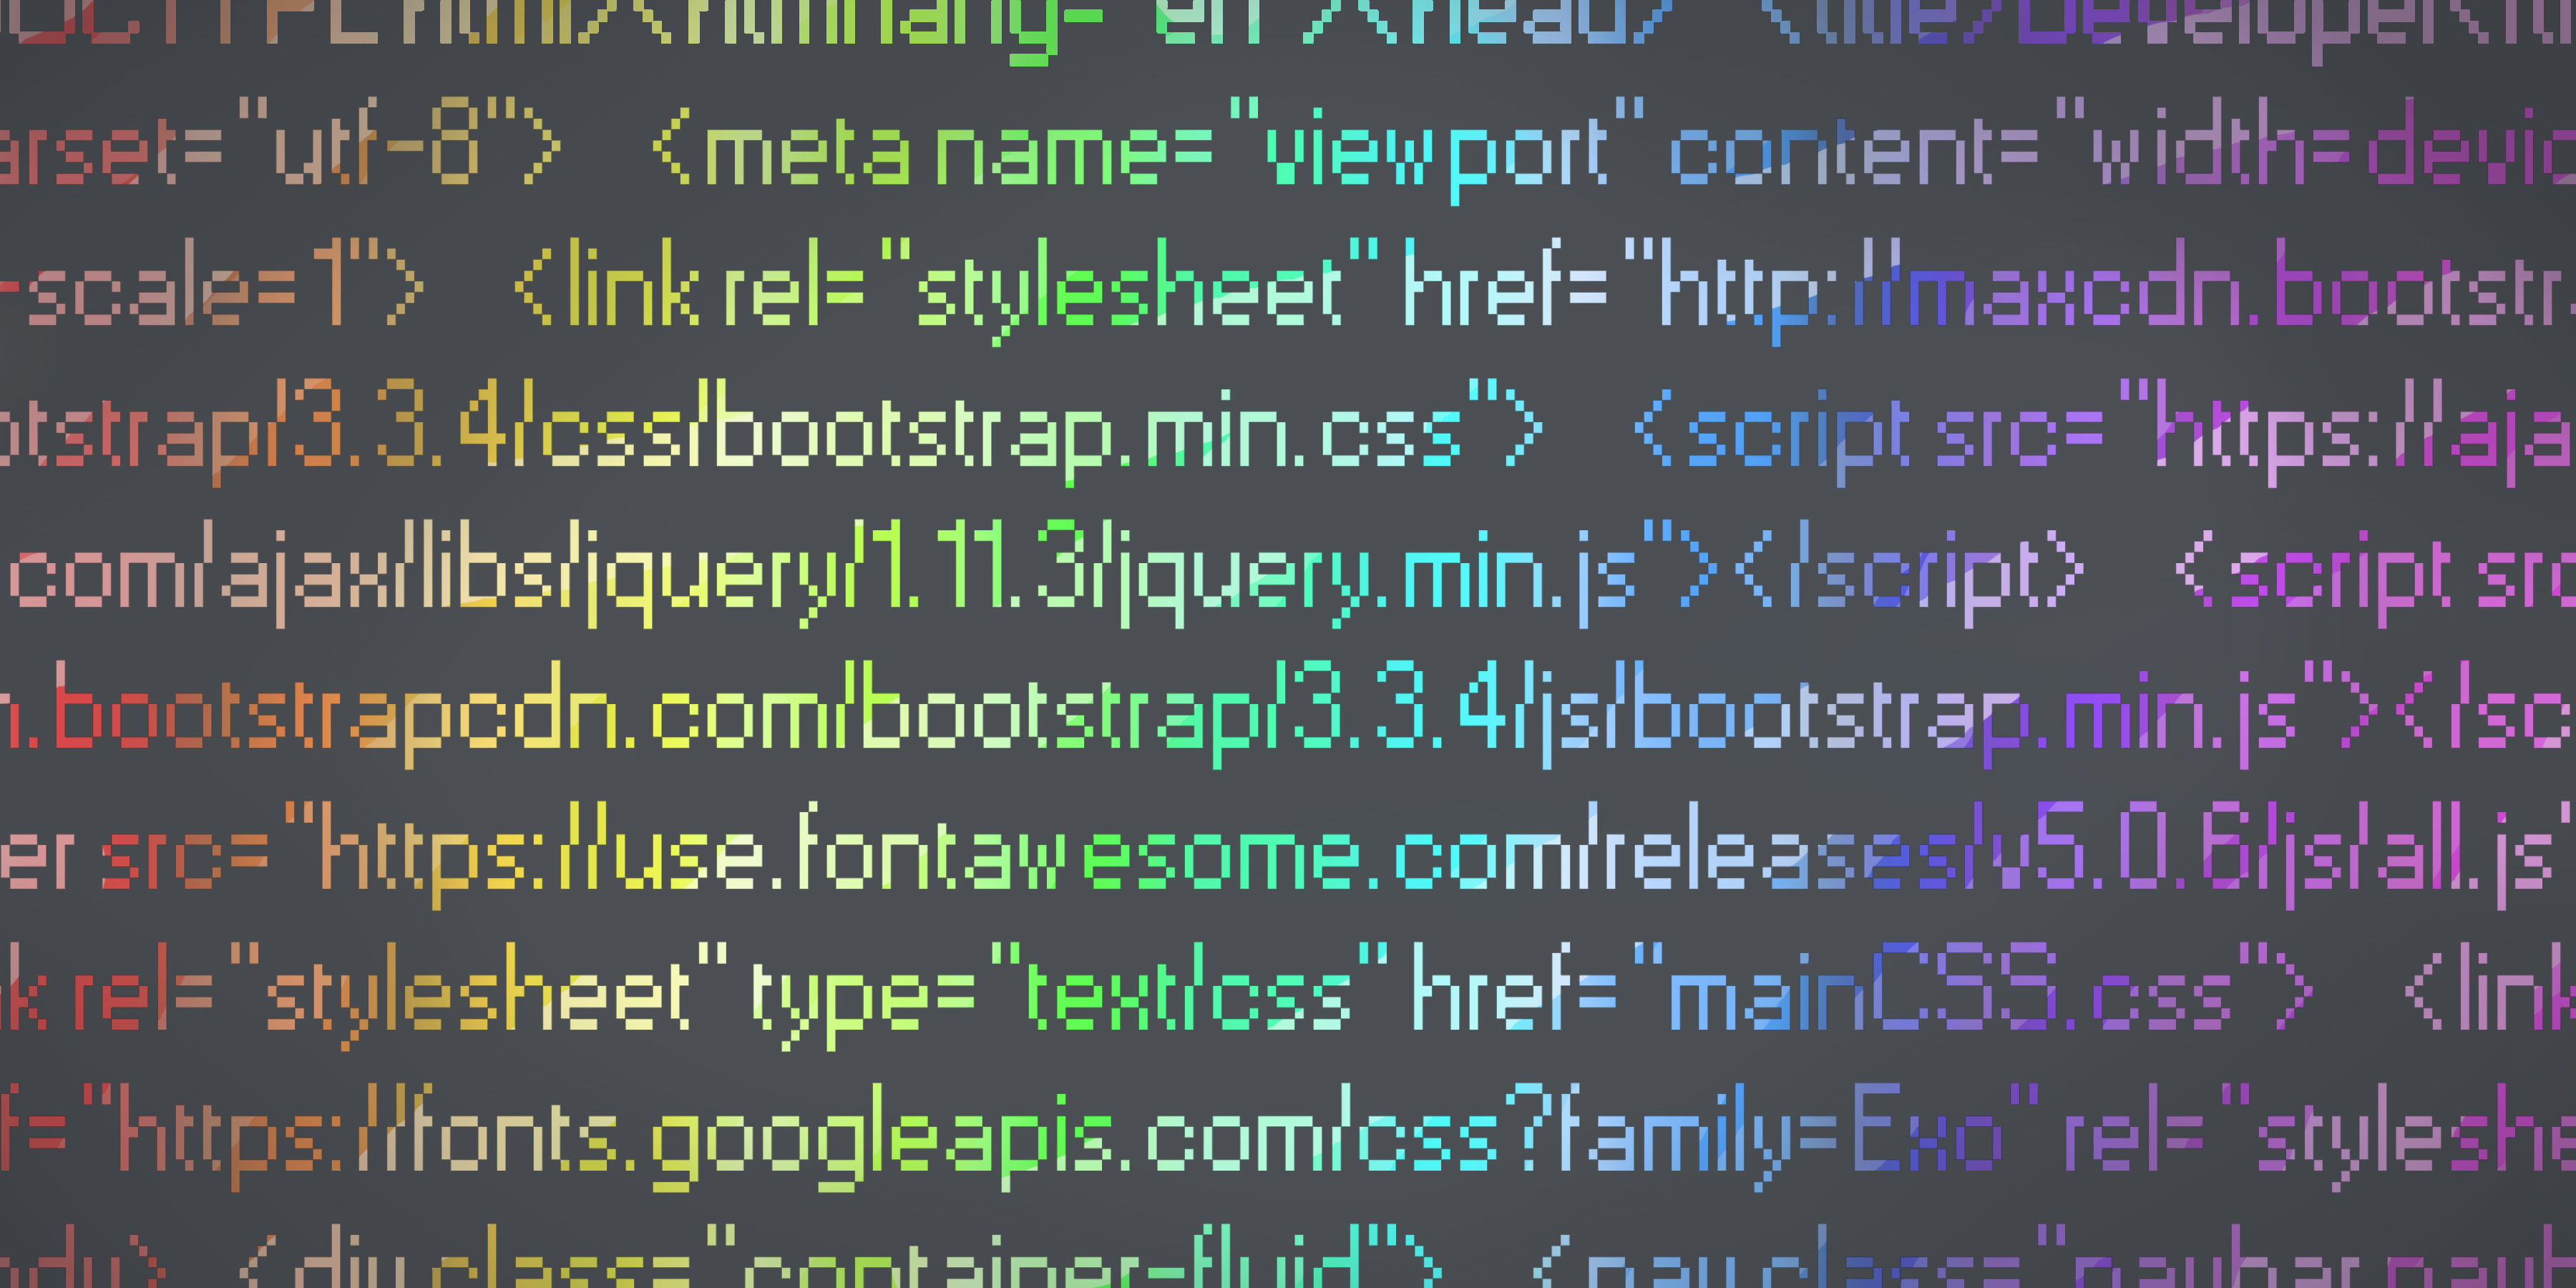 DOCTYPE html><html lang="en"><head> <title>Developer</ti
arset="utf-8"> <meta name="viewport" content="width=devic
-scale=1"> <link rel="stylesheet" href="http://maxcdn.bootstr
otstrap/3.3.4/css/bootstrap.min.css"> <script src="https://aja
.com/ajax/libs/jquery/1.11.3/jquery.min.js"></script> <script src
n.bootstrapcdn.com/bootstrap/3.3.4/js/bootstrap.min.js"></sc
er src="https://use.fontawesome.com/releases/v5.0.6/js/all.js"
k rel="stylesheet" type="text/css" href="mainCSS.css"> <link
f="https://fonts.googleapis.com/css?family=Exo" rel="styleshe
ody> <div class="container-fluid"> <nav class="navbar navb